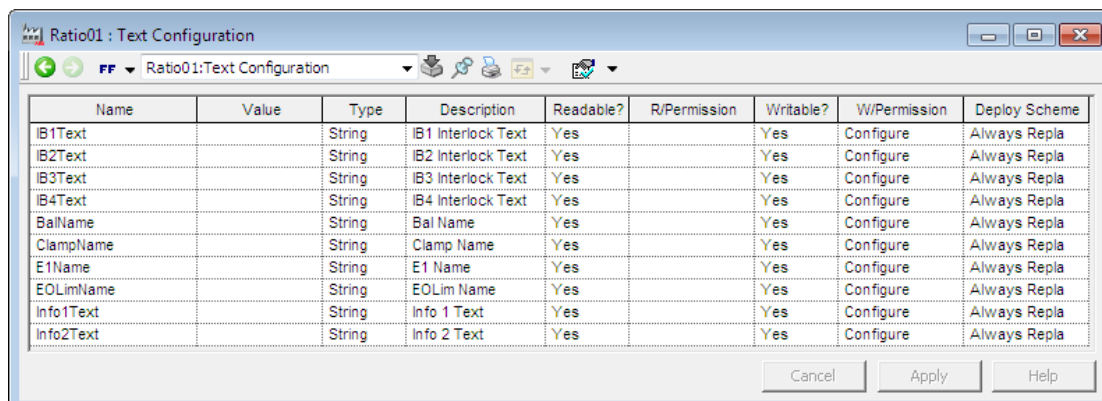 Ratio01 : Text Configuration
FF Ratio01:Text Configuration
Name Value Type Description Readable? R/Permission Writable? W/Permission Deploy Scheme
IB1Text String IB1 Interlock Text Yes Yes Configure Always Repla
IB2Text String IB2 Interlock Text Yes Yes Configure Always Repla
IB3Text String IB3 Interlock Text Yes Yes Configure Always Repla
IB4Text String IB4 Interlock Text Yes Yes Configure Always Repla
BalName String Bal Name Yes Yes Configure Always Repla
ClampName String Clamp Name Yes Yes Configure Always Repla
E1Name String E1 Name Yes Yes Configure Always Repla
EOLimName String EOLim Name Yes Yes Configure Always Repla
Info1Text String Info 1 Text Yes Yes Configure Always Repla
Info2Text String Info 2 Text Yes Yes Configure Always Repla
Cancel Apply Help